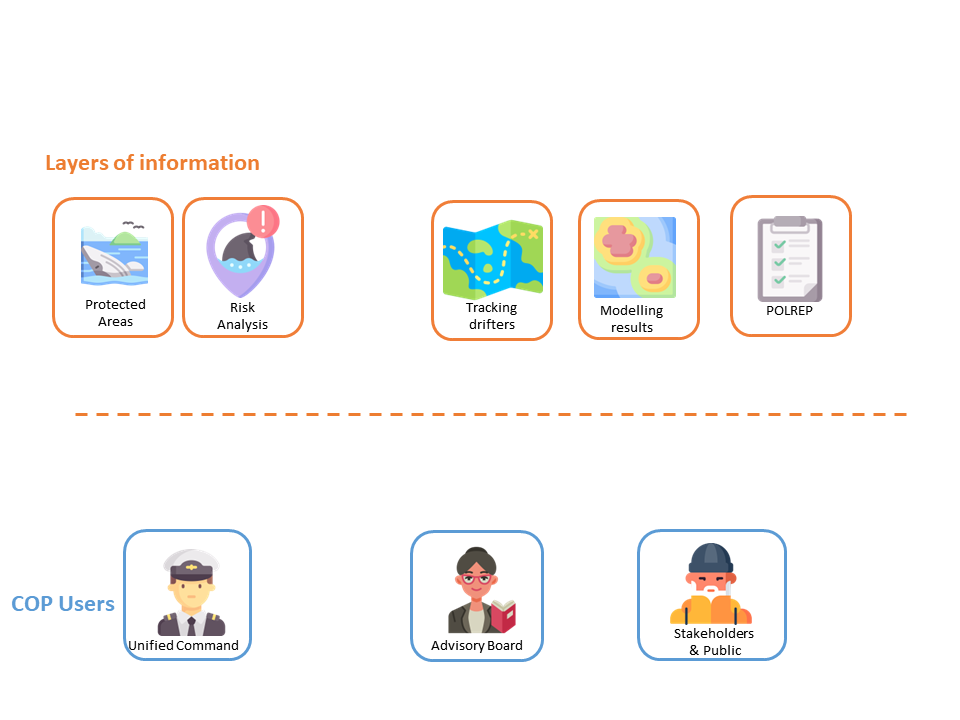 Layers of information
Protected
Areas
Risk
Analysis
Tracking
drifters
Modelling
results
POLREP
COP Users
Unified Command
Advisory Board
Stakeholders
& Public